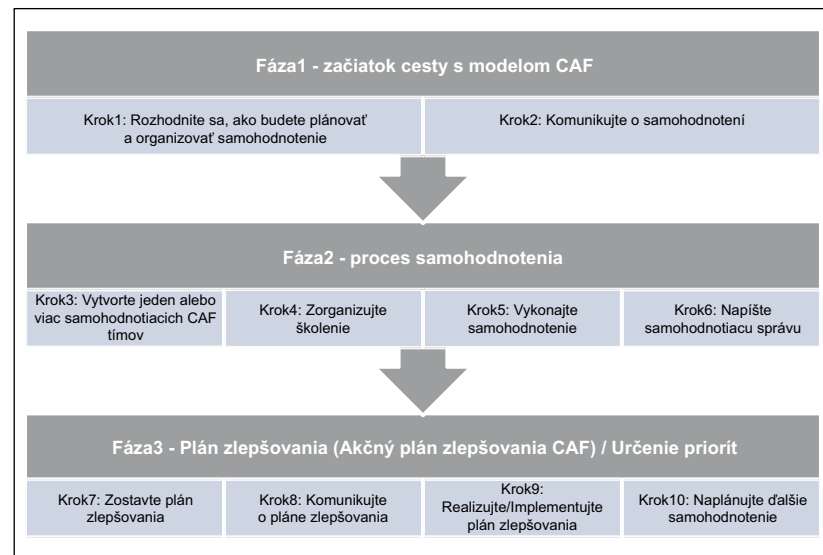 Fáza1 - začiatok cesty s modelom CAF
Krok1: Rozhodnite sa, ako budete plánovať
a organizovať samohodnotenie
Krok2: Komunikujte o samohodnotení
Fáza2 - proces samohodnotenia
Krok3: Vytvorte jeden alebo
viac samohodnotiacich CAF
tímov
Krok4: Zorganizujte
školenie
Krok5: Vykonajte
samohodnotenie
Krok6: Napíšte
samohodnotiacu správu
Fáza3 - Plán zlepšovania (Akčný plán zlepšovania CAF) / Určenie priorít
Krok7: Zostavte plán
zlepšovania
Krok8: Komunikujte
o pláne zlepšovania
Krok9:
Realizujte/Implementujte
plán zlepšovania
Krok10: Naplánujte ďalšie
samohodnotenie